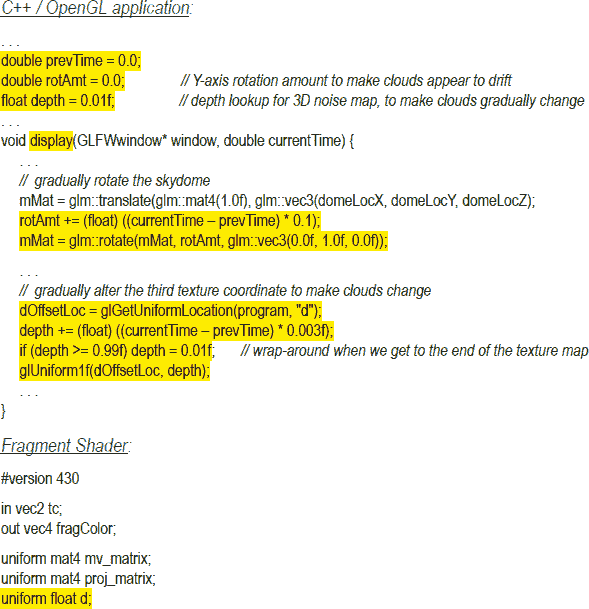 C++ / OpenGL application:
. . .
double prevTime = 0.0;
double rotAmt = 0.0; // Y-axis rotation amount to make clouds appear to drift
float depth = 0.01f; // depth lookup for 3D noise map, to make clouds gradually change
. . .
void display(GLFWwindow* window, double currentTime) {
. . .
// gradually rotate the skydome
mMat = glm::translate(glm::mat4(1.0f), glm::vec3(domeLocX, domeLocY, domeLocZ);
rotAmt += (float) ((currentTime – prevTime) * 0.1);
mMat = glm::rotate(mMat, rotAmt, glm::vec3(0.0f, 1.0f, 0.0f));
. . .
// gradually alter the third texture coordinate to make clouds change
dOffsetLoc = glGetUniformLocation(program, "d");
depth += (float) ((currentTime – prevTime) * 0.003f);
if (depth >= 0.99f) depth = 0.01f; // wrap-around when we get to the end of the texture map
glUniform1f(dOffsetLoc, depth);
. . .
}
Fragment Shader:
#version 430
in vec2 tc;
out vec4 fragColor;
uniform mat4 mv_matrix;
uniform mat4 proj_matrix;
uniform float d;